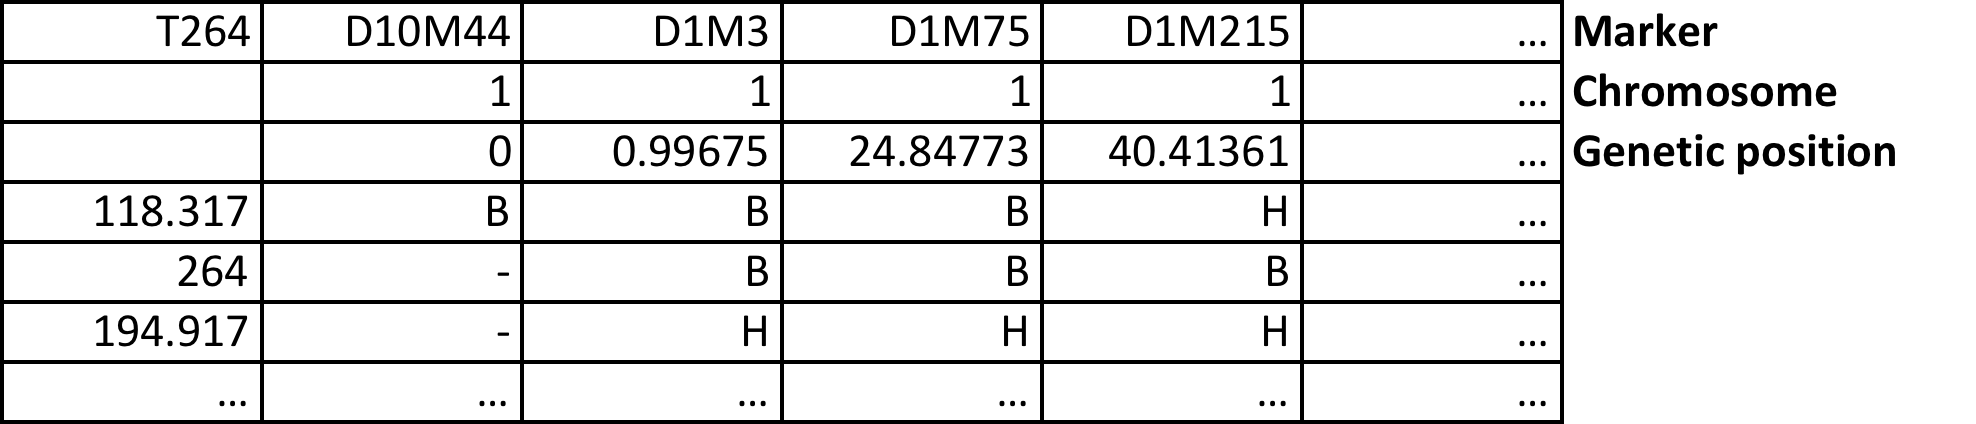 T264 D10M44 D1M3 D1M75 D1M215 ... Marker
1 1 1 1 ... Chromosome
0 0.99675 24.84773 40.41361 ... Genetic position
118.317 B B B H ...
264 - B B B ...
194.917 - H H H ...
... ... ... ... ... ...